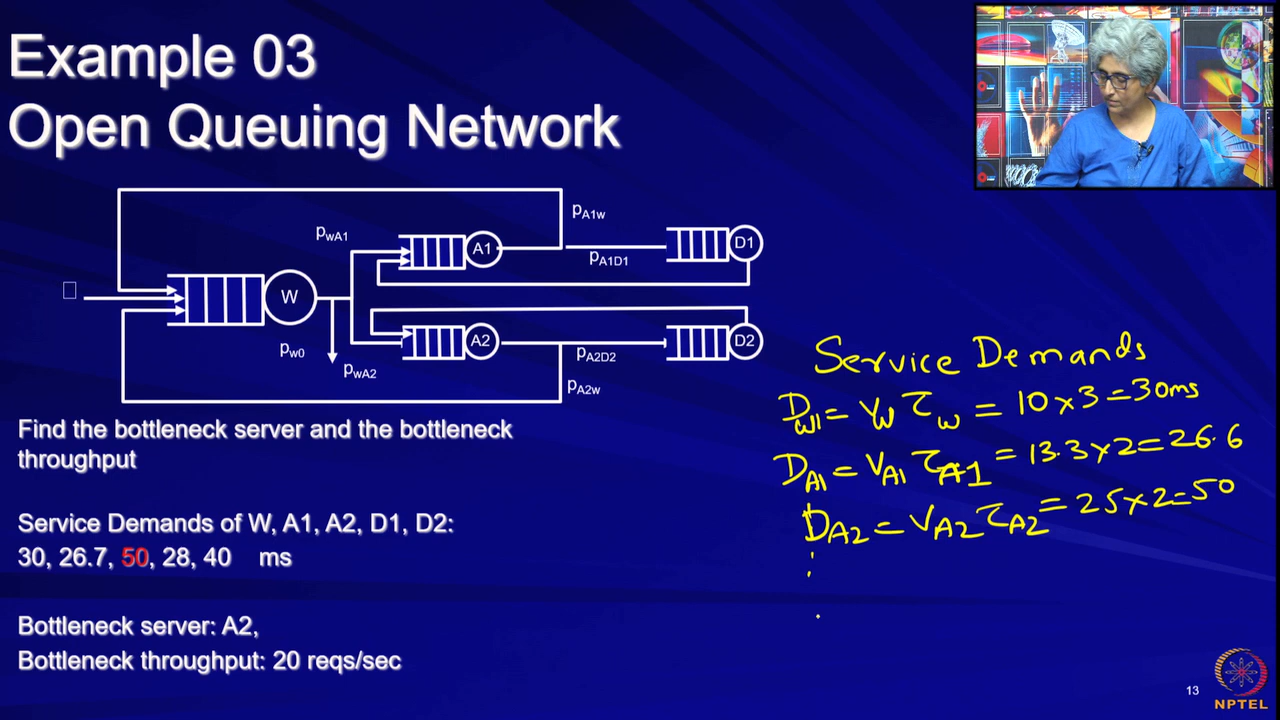 Example 03
Open Queuing Network
pA1w
pwA1
A1
D1
pA1D1
W
pw0
A2
D2
pA2D2
pwA2
pA2w
Find the bottleneck server and the bottleneck
throughput
Service Demands of W, A1, A2, D1, D2:
30, 26.7, 50, 28, 40 ms
Bottleneck server: A2,
Bottleneck throughput: 20 reqs/sec
Service Demands
= 10 x 3 = 30ms
DA1 = VA1 τA1 = 13.3 x 2 = 26.6
DA2 = VA2 τA2 = 25 x 2 = 50
13
NPTEL